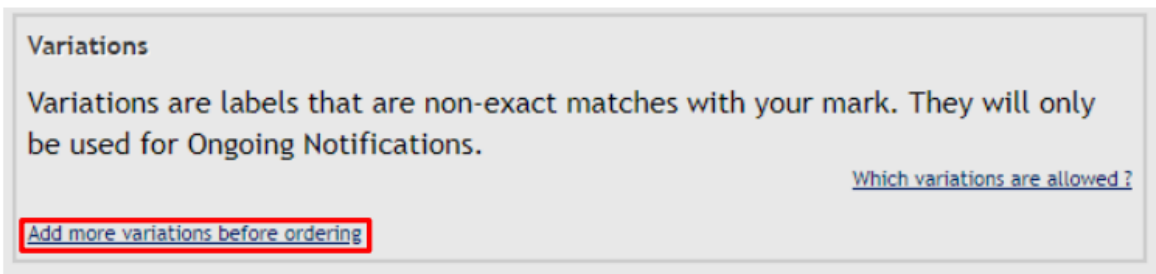 Variations
Variations are labels that are non-exact matches with your mark. They will only
be used for Ongoing Notifications.
Which variations are allowed ?
Add more variations before ordering